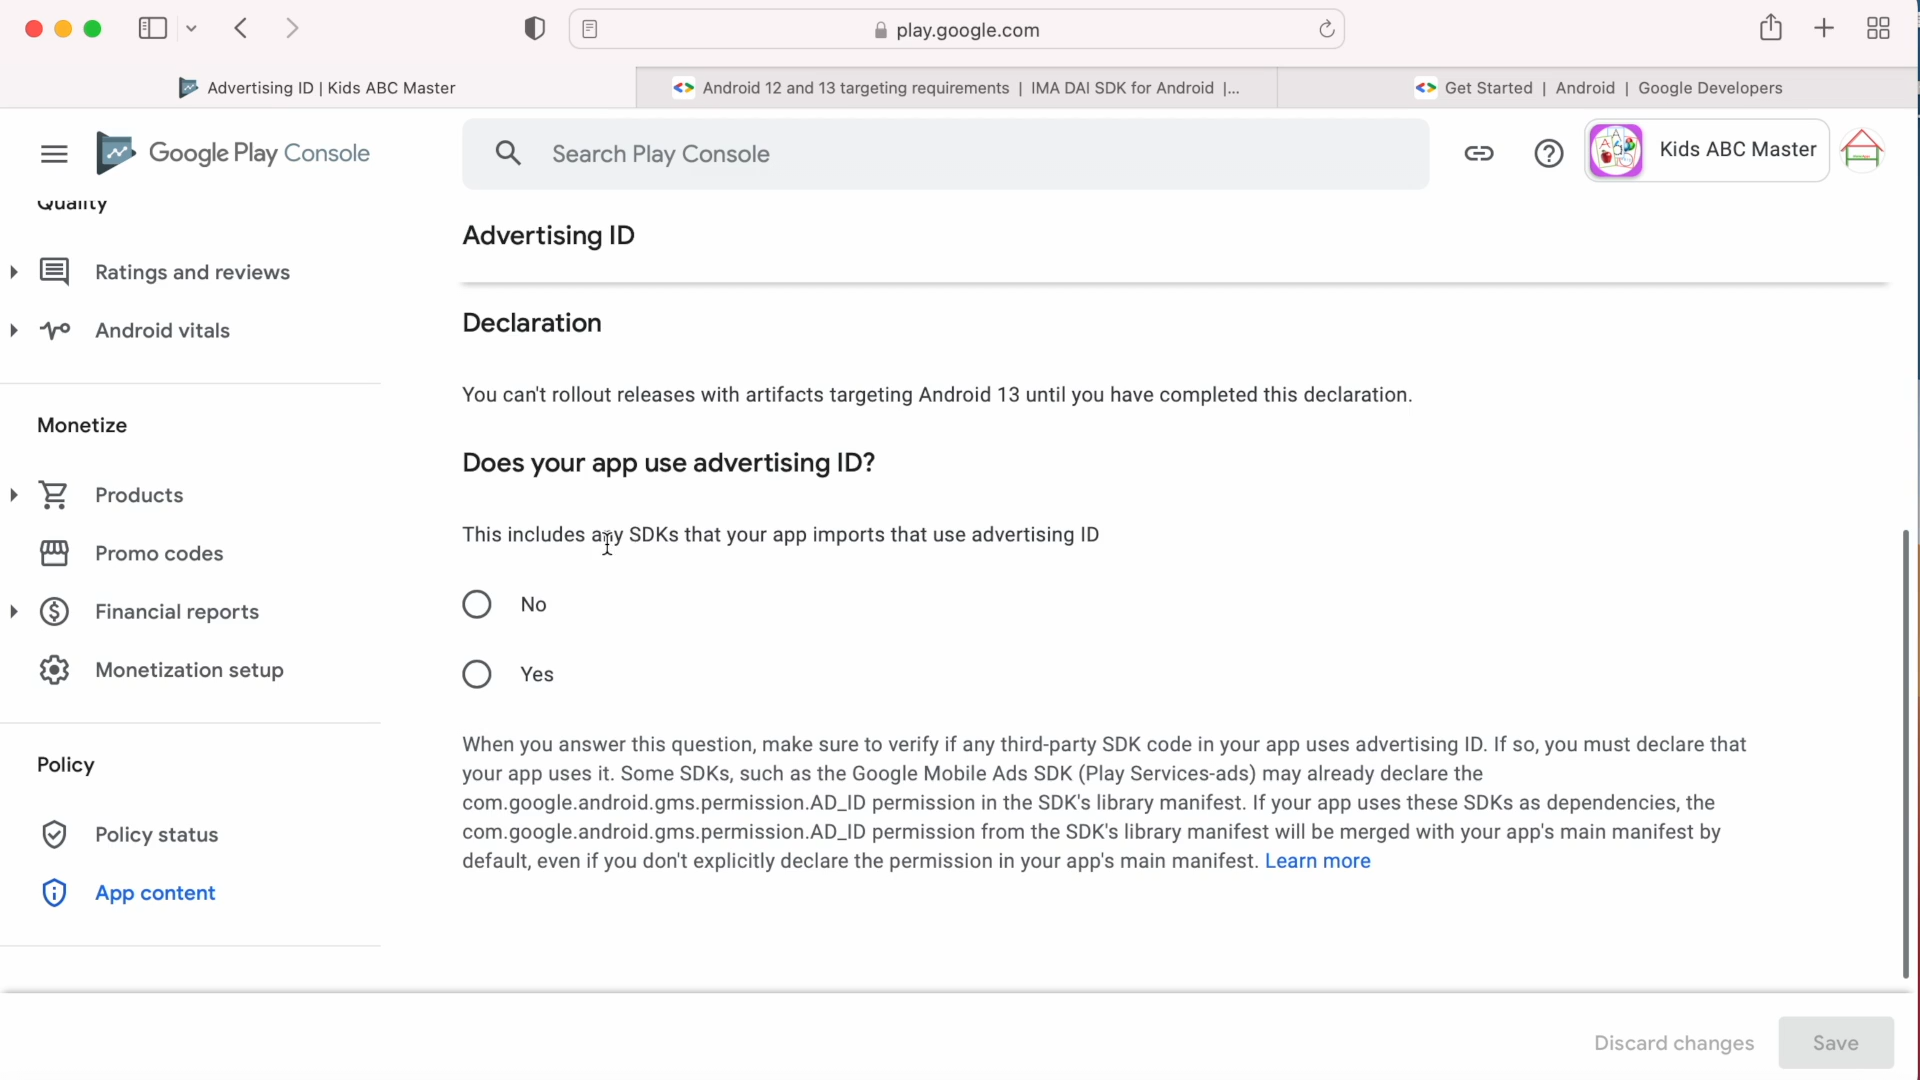 play.google.com
Advertising ID | Kids ABC Master
Android 12 and 13 targeting requirements | IMA DAI SDK for Android |...
Get Started | Android | Google Developers
Google Play Console
Search Play Console
Kids ABC Master
Quality
Ratings and reviews
Android vitals
Monetize
Products
Promo codes
Financial reports
Monetization setup
Policy
Policy status
App content
Advertising ID
Declaration
You can't rollout releases with artifacts targeting Android 13 until you have completed this declaration.
Does your app use advertising ID?
This includes any SDKs that your app imports that use advertising ID
No
Yes
When you answer this question, make sure to verify if any third-party SDK code in your app uses advertising ID. If so, you must declare that
your app uses it. Some SDKs, such as the Google Mobile Ads SDK (Play Services-ads) may already declare the
com.google.android.gms.permission.AD_ID permission in the SDK's library manifest. If your app uses these SDKs as dependencies, the
com.google.android.gms.permission.AD_ID permission from the SDK's library manifest will be merged with your app's main manifest by
default, even if you don't explicitly declare the permission in your app's main manifest. Learn more
Discard changes
Save